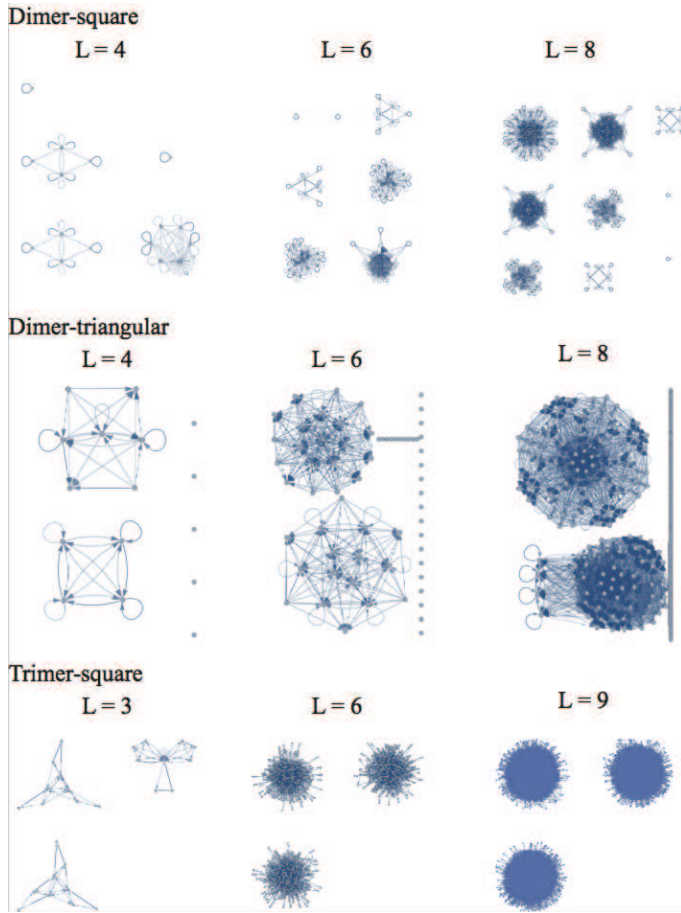 Dimer-square
L = 4 L = 6 L = 8
Dimer-triangular
L = 4 L = 6 L = 8
Trimer-square
L = 3 L = 6 L = 9